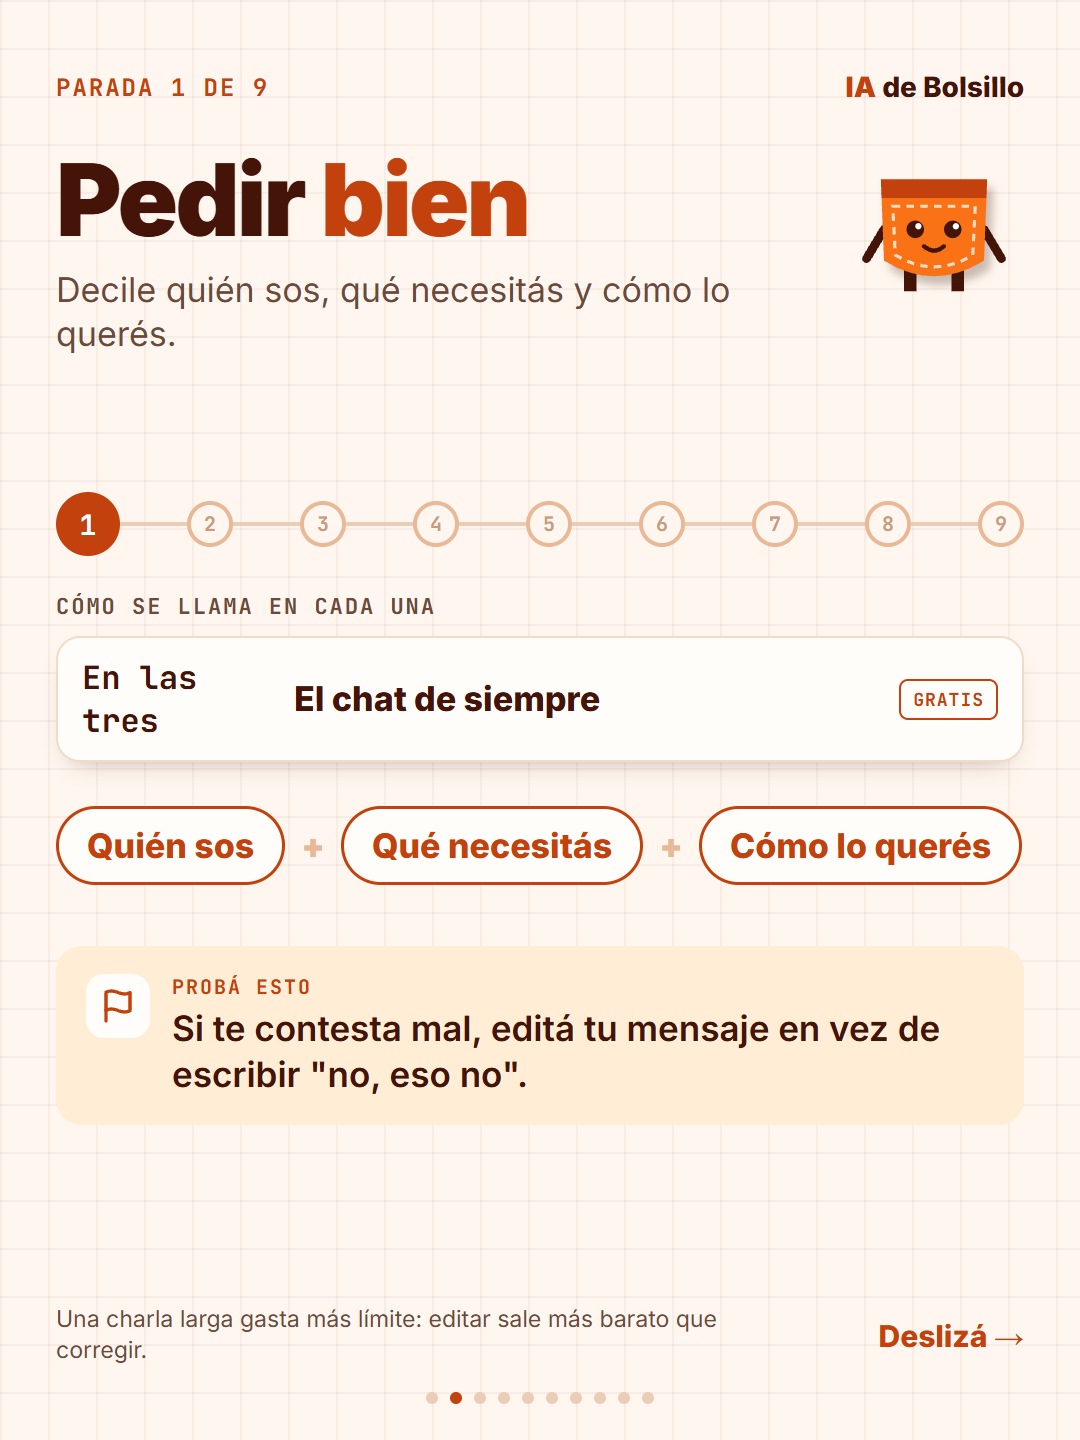 PARADA 1 DE 9
IA de Bolsillo
Pedir bien
Decile quién sos, qué necesitás y cómo lo
querés.
1 2 3 4 5 6 7 8 9
CÓMO SE LLAMA EN CADA UNA
En las
tres
El chat de siempre
GRATIS
Quién sos + Qué necesitás + Cómo lo querés
PROBÁ ESTO
Si te contesta mal, editá tu mensaje en vez de
escribir "no, eso no".
Una charla larga gasta más límite: editar sale más barato que
corregir.
Deslizá →